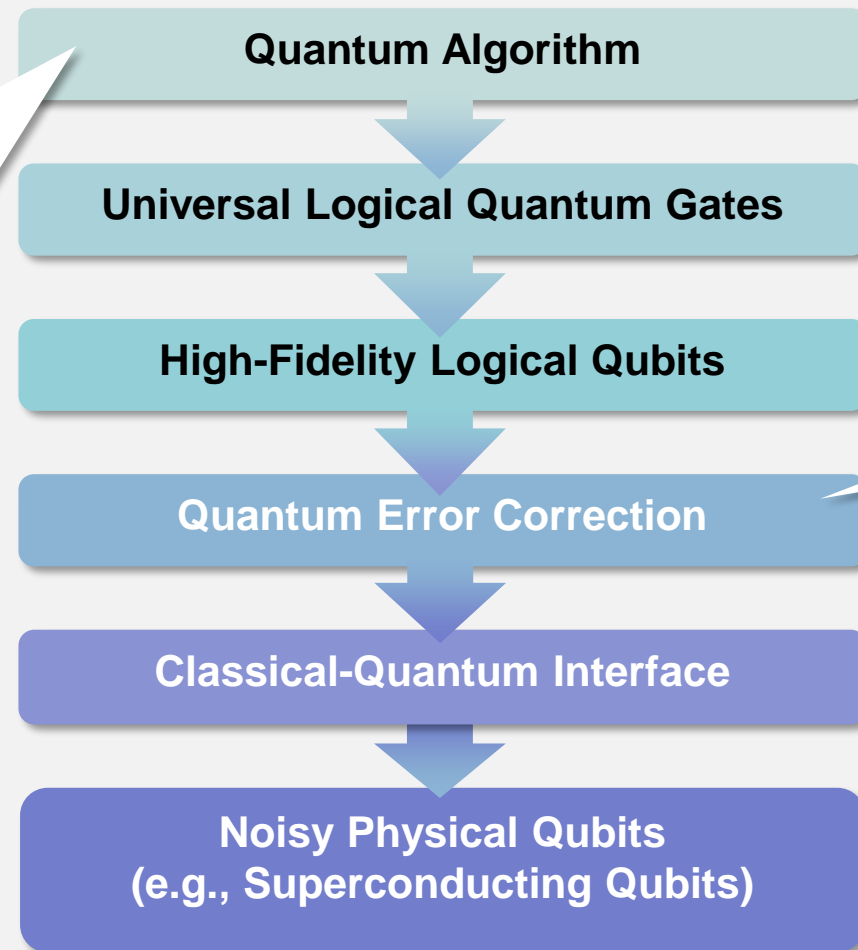 Quantum Algorithm
Universal Logical Quantum Gates
High-Fidelity Logical Qubits
Quantum Error Correction
Classical-Quantum Interface
Noisy Physical Qubits
(e.g., Superconducting Qubits)